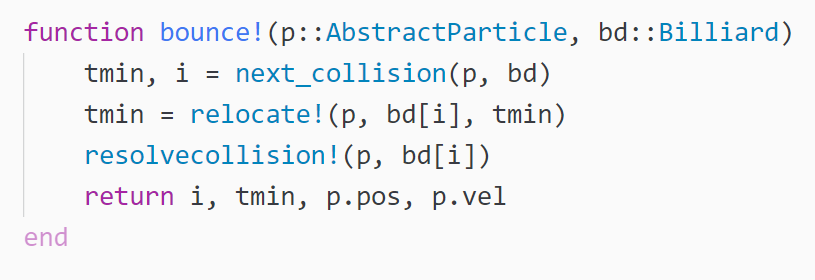 function bounce!(p::AbstractParticle, bd::Billiard)
    tmin, i = next_collision(p, bd)
    tmin = relocate!(p, bd[i], tmin)
    resolvecollision!(p, bd[i])
    return i, tmin, p.pos, p.vel
end